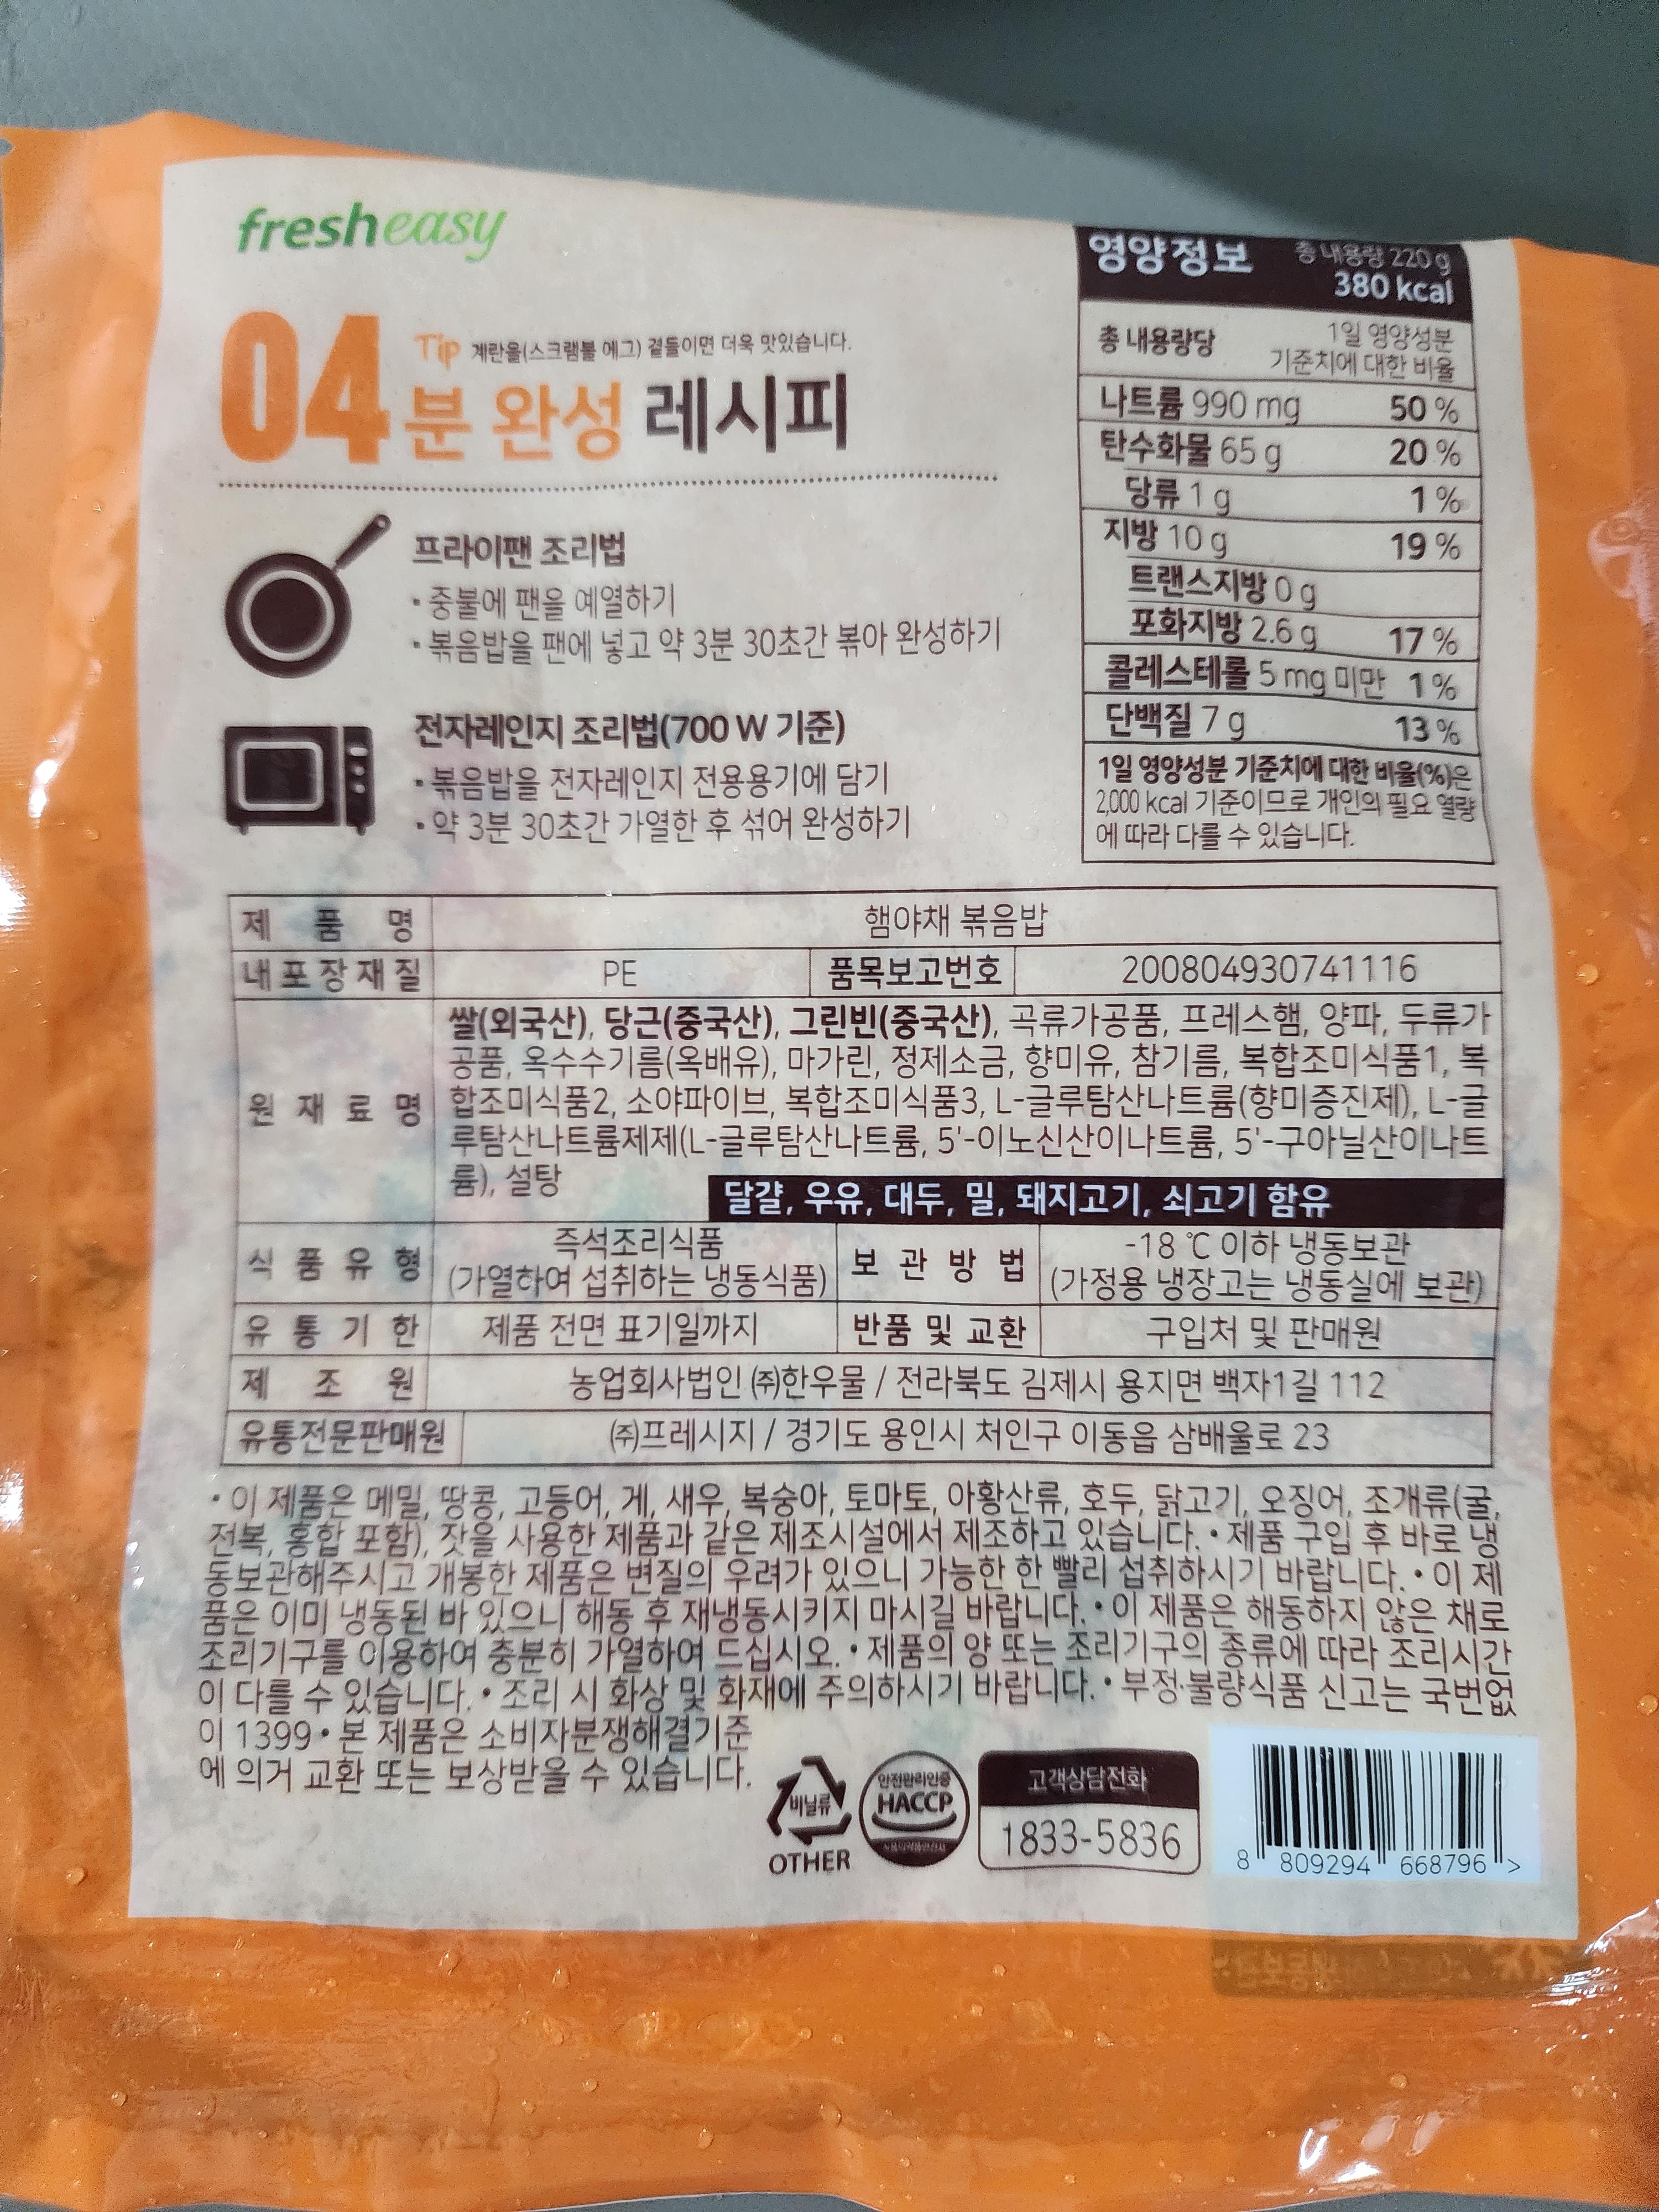 fresheasy
Tip 계란을(스크램블 에그) 곁들이면 더욱 맛있습니다.
04분 완성 레시피
프라이팬 조리법
• 중불에 팬을 예열하기
• 볶음밥을 팬에 넣고 약 3분 30초간 볶아 완성하기
전자레인지 조리법(700 W 기준)
• 볶음밥을 전자레인지 전용용기에 담기
• 약 3분 30초간 가열한 후 섞어 완성하기
영양정보 총 내용량 220 g
380 kcal
총 내용량당 1일 영양성분
기준치에 대한 비율
나트륨 990 mg 50 %
탄수화물 65 g 20 %
당류 1 g 1 %
지방 10 g 19 %
트랜스지방 0 g
포화지방 2.6 g 17 %
콜레스테롤 5 mg 미만 1 %
단백질 7 g 13 %
1일 영양성분 기준치에 대한 비율(%)은
2,000 kcal 기준이므로 개인의 필요 열량
에 따라 다를 수 있습니다.
제품명 햄야채 볶음밥
내포장재질 PE 품목보고번호 200804930741116
원재료명 쌀(외국산), 당근(중국산), 그린빈(중국산), 곡류가공품, 프레스햄, 양파, 두류가
공품, 옥수수기름(옥배유), 마가린, 정제소금, 향미유, 참기름, 복합조미식품1, 복
합조미식품2, 소야파이브, 복합조미식품3, L-글루탐산나트륨(향미증진제), L-글
루탐산나트륨제제(L-글루탐산나트륨, 5'-이노신산이나트륨, 5'-구아닐산이나트
륨), 설탕
달걀, 우유, 대두, 밀, 돼지고기, 쇠고기 함유
식품유형 즉석조리식품
(가열하여 섭취하는 냉동식품)
보관방법 -18 ℃ 이하 냉동보관
(가정용 냉장고는 냉동실에 보관)
유통기한 제품 전면 표기일까지 반품 및 교환 구입처 및 판매원
제조원 농업회사법인 ㈜한우물 / 전라북도 김제시 용지면 백자1길 112
유통전문판매원 ㈜프레시지 / 경기도 용인시 처인구 이동읍 삼배울로 23
• 이 제품은 메밀, 땅콩, 고등어, 게, 새우, 복숭아, 토마토, 아황산류, 호두, 닭고기, 오징어, 조개류(굴,
전복, 홍합 포함), 잣을 사용한 제품과 같은 제조시설에서 제조하고 있습니다. • 제품 구입 후 바로 냉
동보관해주시고 개봉한 제품은 변질의 우려가 있으니 가능한 한 빨리 섭취하시기 바랍니다. • 이 제
품은 이미 냉동된 바 있으니 해동 후 재냉동시키지 마시길 바랍니다. • 이 제품은 해동하지 않은 채로
조리기구를 이용하여 충분히 가열하여 드십시오. • 제품의 양 또는 조리기구의 종류에 따라 조리시간
이 다를 수 있습니다. • 조리 시 화상 및 화재에 주의하시기 바랍니다. • 부정·불량식품 신고는 국번없
이 1399 • 본 제품은 소비자분쟁해결기준
에 의거 교환 또는 보상받을 수 있습니다.
비닐류
OTHER
안전관리인증
HACCP
식품의약품안전처
고객상담전화
1833-5836
8 809294 668796 >